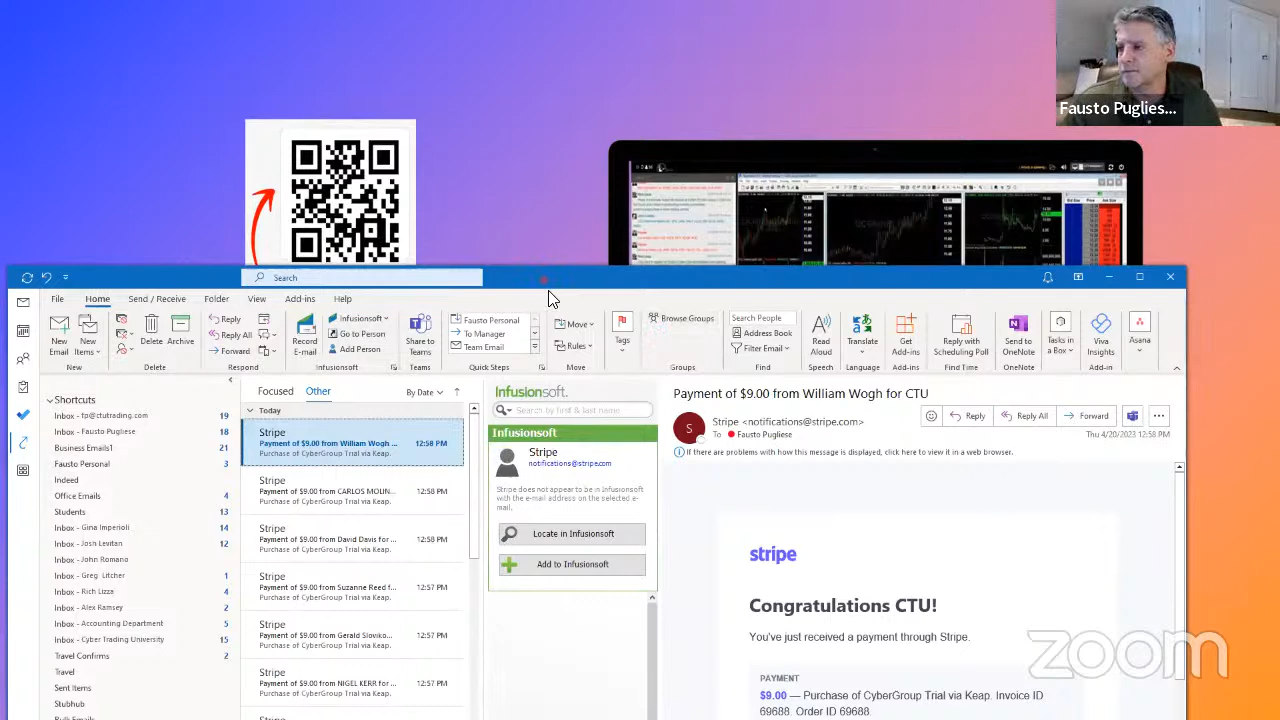 Fausto Puglies...
Search
File
Home
Send / Receive
Folder
View
Add-ins
Help
New
Email
New
Items
New
Delete
Archive
Delete
Reply
Reply All
Forward
Respond
Record
E-mail
Infusionsoft
Go to Person
Add Person
Infusionsoft
Share to
Teams
Teams
Fausto Personal
To Manager
Team Email
Quick Steps
Move
Rules
Move
Tags
Browse Groups
Groups
Search People
Address Book
Filter Email
Find
Read
Aloud
Speech
Translate
Language
Get
Add-ins
Add-ins
Reply with
Scheduling Poll
Find Time
Send to
OneNote
OneNote
Tasks in
a Box
Viva
Insights
Add-in
Asana
Shortcuts
Inbox - fp@ctutrading.com 19
Inbox - Fausto Pugliese 18
Business Emails1 21
Fausto Personal 3
Indeed
Office Emails 4
Students 13
Inbox - Gina Imperioli 14
Inbox - Josh Levitan 12
Inbox - John Romano
Inbox - Greg Litcher 1
Inbox - Rich Lizza 4
Inbox - Alex Ramsey 2
Inbox - Accounting Department 5
Inbox - Cyber Trading University 15
Travel Confirms 2
Travel
Sent Items
Stubhub
Bulk Emails
Focused
Other
By Date
Today
Stripe
Payment of $9.00 from William Wogh ... 12:58 PM
Purchase of CyberGroup Trial via Keap.
Stripe
Payment of $9.00 from CARLOS MOLIN... 12:58 PM
Purchase of CyberGroup Trial via Keap.
Stripe
Payment of $9.00 from David Davis for ... 12:58 PM
Purchase of CyberGroup Trial via Keap.
Stripe
Payment of $9.00 from Suzanne Reed f... 12:57 PM
Purchase of CyberGroup Trial via Keap.
Stripe
Payment of $9.00 from Gerald Sloviko... 12:57 PM
Purchase of CyberGroup Trial via Keap.
Stripe
Payment of $9.00 from NIGEL KERR for ... 12:57 PM
Purchase of CyberGroup Trial via Keap.
Stripe
Infusionsoft.
Search by first & last name
Infusionsoft
Stripe
notifications@stripe.com
Stripe does not appear to be in Infusionsoft
with the e-mail address on the selected e-
mail.
Locate in Infusionsoft
Add to Infusionsoft
Payment of $9.00 from William Wogh for CTU
S
Stripe <notifications@stripe.com>
To Fausto Pugliese
Reply
Reply All
Forward
Thu 4/20/2023 12:58 PM
If there are problems with how this message is displayed, click here to view it in a web browser.
stripe
Congratulations CTU!
You've just received a payment through Stripe.
PAYMENT
$9.00 — Purchase of CyberGroup Trial via Keap. Invoice ID
69688. Order ID 69688.
zoom